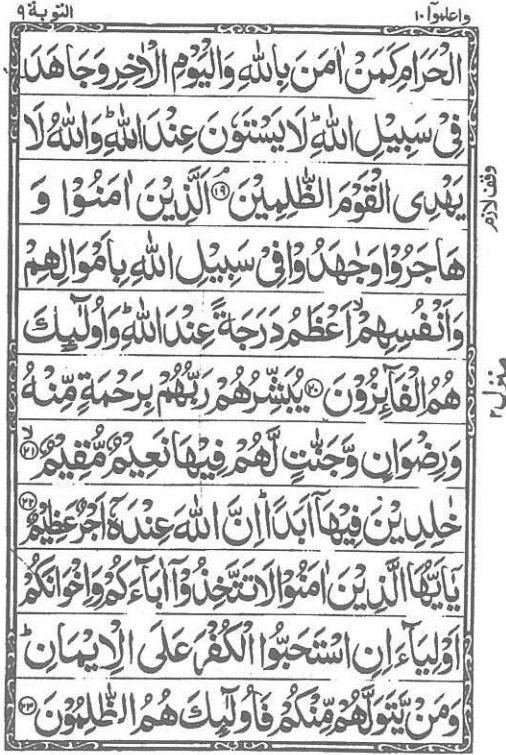 واعلموا ١٠
التوبة ٩
الْحَرَامِ كَمَنْ اٰمَنَ بِاللّٰهِ وَالْيَوْمِ الْاٰخِرِ وَجَاهَدَ
فِيْ سَبِيْلِ اللّٰهِ ؕ لَا يَسْتَوٗنَ عِنْدَ اللّٰهِ ؕ وَاللّٰهُ لَا
يَهْدِى الْقَوْمَ الظّٰلِمِيْنَ ۘ ﴿١٩﴾ اَلَّذِيْنَ اٰمَنُوْا وَ
هَاجَرُوْا وَجٰهَدُوْا فِيْ سَبِيْلِ اللّٰهِ بِاَمْوَالِهِمْ
وَاَنْفُسِهِمْ ۙ اَعْظَمُ دَرَجَةً عِنْدَ اللّٰهِ ؕ وَاُولٰٓئِكَ
هُمُ الْفَآئِزُوْنَ ﴿٢٠﴾ يُبَشِّرُهُمْ رَبُّهُمْ بِرَحْمَةٍ مِّنْهُ
وَرِضْوَانٍ وَّجَنّٰتٍ لَّهُمْ فِيْهَا نَعِيْمٌ مُّقِيْمٌ ۙ ﴿٢١﴾
خٰلِدِيْنَ فِيْهَآ اَبَدًا ؕ اِنَّ اللّٰهَ عِنْدَهٗٓ اَجْرٌ عَظِيْمٌ ﴿٢٢﴾
يٰٓاَيُّهَا الَّذِيْنَ اٰمَنُوْا لَا تَتَّخِذُوْٓا اٰبَآءَكُمْ وَاِخْوَانَكُمْ
اَوْلِيَآءَ اِنِ اسْتَحَبُّوا الْكُفْرَ عَلَى الْاِيْمَانِ ؕ
وَمَنْ يَّتَوَلَّهُمْ مِّنْكُمْ فَاُولٰٓئِكَ هُمُ الظّٰلِمُوْنَ ﴿٢٣﴾
وقف لازم
منزل ٢